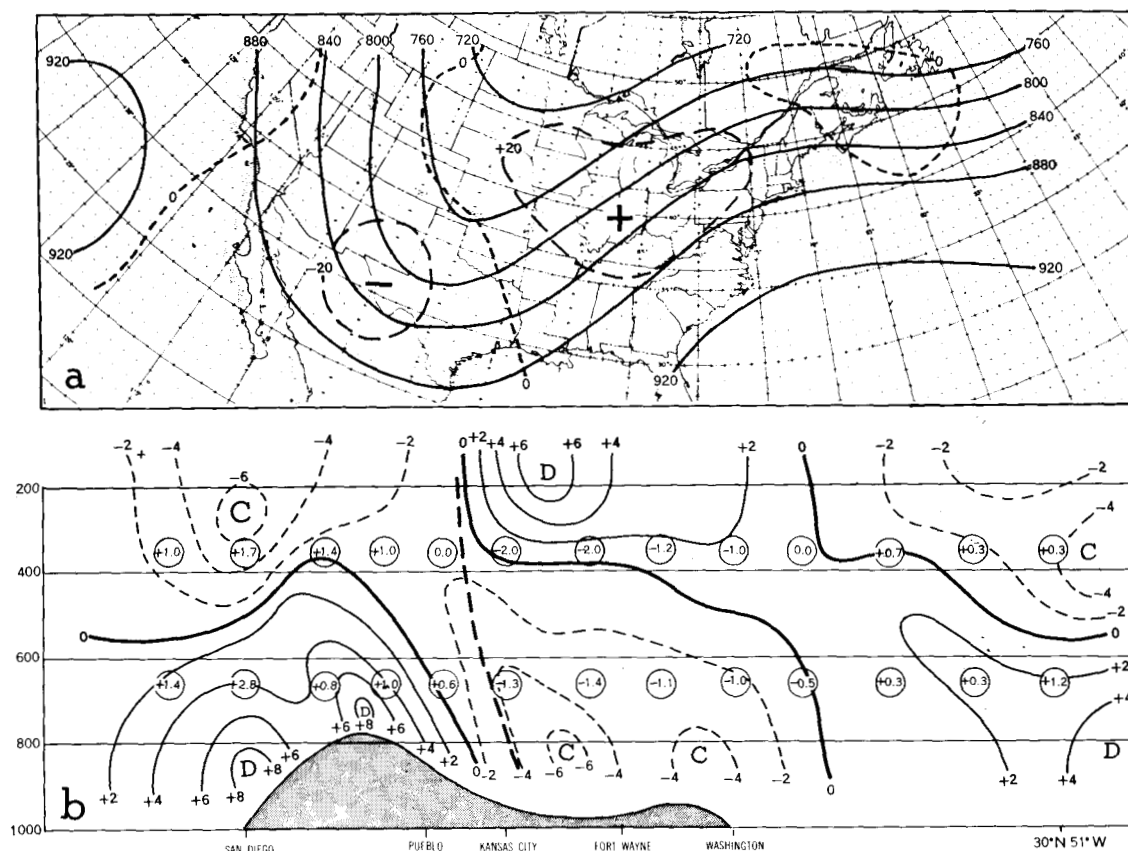 880 840 800 760 720 720 760
920 0 0 800
840
+20 880
0
920 -20 + 920
−
a 0 920
-2 -4 -4 -2 0 +2 +4 +6 +6 +4 +2 0 -2 -2 -2
+
-6 D
200
C -4
+1.0 +1.7 +1.4 +1.0 0.0 -2.0 -2.0 -1.2 -1.0 0.0 +0.7 +0.3 +0.3 C
400
-4
-2
0 0
600
+1.4 +2.8 +0.8 +1.0 +0.6 -1.3 -1.4 -1.1 -1.0 -0.5 +0.3 +0.3 +1.2 +2
D +4
+6 +8 +6
800 +6 +4 C C D
D +8 +2 -6 -6
+2 +4 +6 +8 0 -2 -4 -4 -4 -4 -2 0 +2 +4
b
1000
SAN DIEGO PUEBLO KANSAS CITY FORT WAYNE WASHINGTON 30°N 51°W